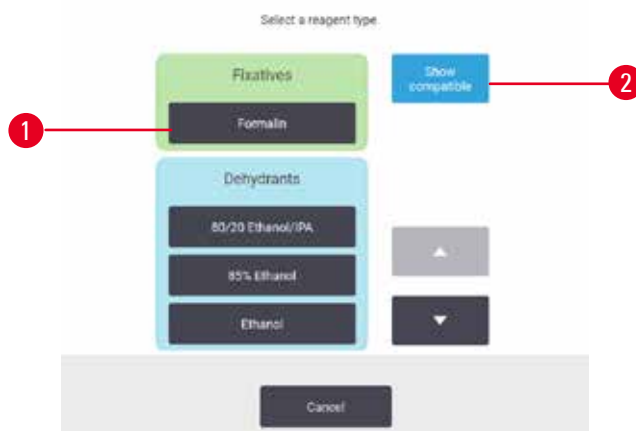 Select a reagent type
Fixatives
Show
compatible
2
1
Formalin
Dehydrants
80/20 Ethanol/IPA
85% Ethanol
Ethanol
Cancel